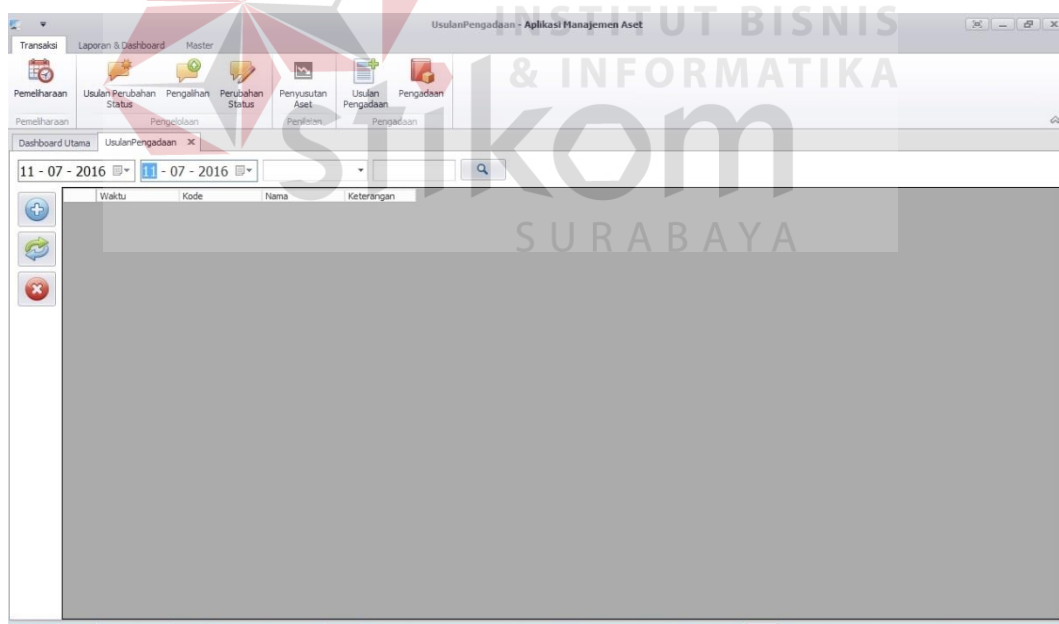 UsulanPengadaan - Aplikasi Manajemen Aset
INSTITUT BISNIS
& INFORMATIKA
stikom
SURABAYA
Transaksi Laporan & Dashboard Master
Pemeliharaan Usulan Perubahan Status Pengalihan Perubahan Status Penyusutan Aset Usulan Pengadaan Pengadaan
Pemeliharaan Pengelolaan Penilaian Pengadaan
Dashboard Utama UsulanPengadaan
11 - 07 - 2016 11 - 07 - 2016
Waktu Kode Nama Keterangan